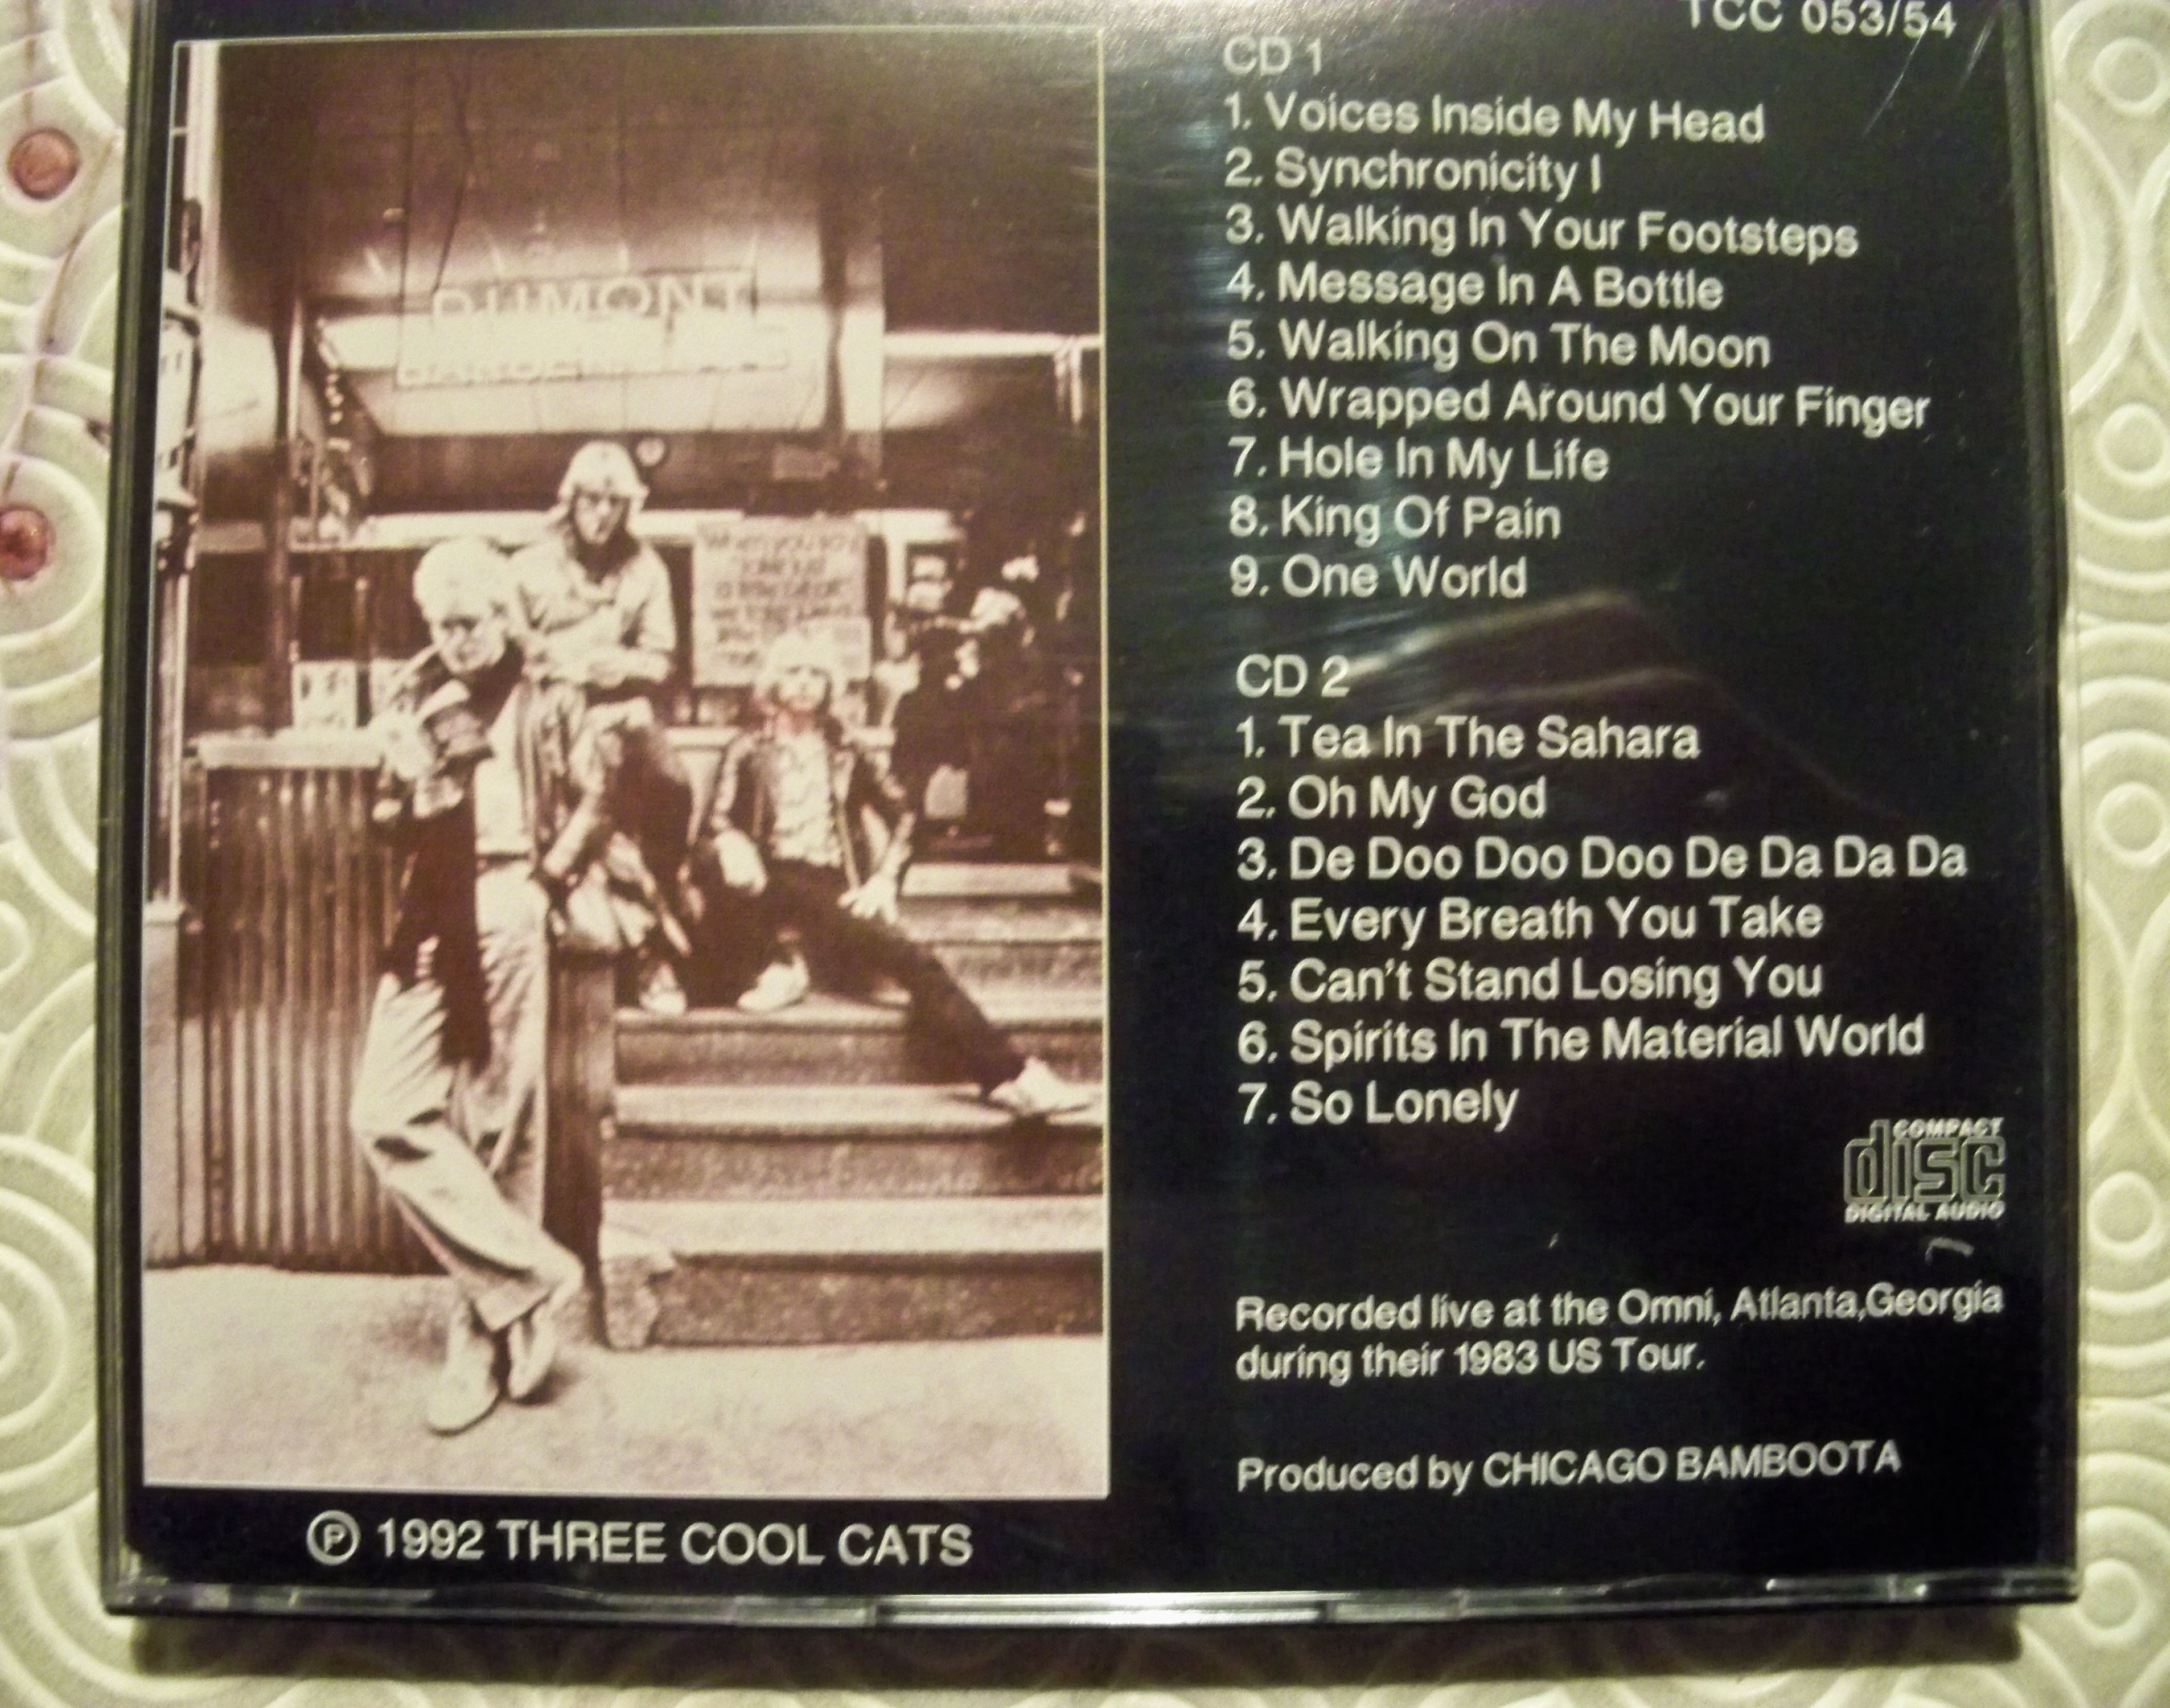 TCC 053/54
CD 1
1. Voices Inside My Head
2. Synchronicity I
3. Walking In Your Footsteps
4. Message In A Bottle
5. Walking On The Moon
6. Wrapped Around Your Finger
7. Hole In My Life
8. King Of Pain
9. One World
CD 2
1. Tea In The Sahara
2. Oh My God
3. De Doo Doo Doo De Da Da Da
4. Every Breath You Take
5. Can't Stand Losing You
6. Spirits In The Material World
7. So Lonely
COMPACT
disc
DIGITAL AUDIO
Recorded live at the Omni, Atlanta,Georgia
during their 1983 US Tour.
Produced by CHICAGO BAMBOOTA
DUMONT
℗ 1992 THREE COOL CATS